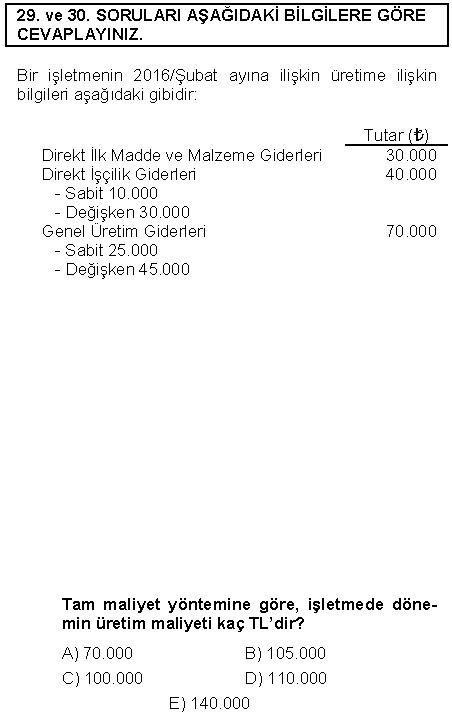 29. ve 30. SORULARI AŞAĞIDAKİ BİLGİLERE GÖRE
CEVAPLAYINIZ.
Bir işletmenin 2016/Şubat ayına ilişkin üretime ilişkin
bilgileri aşağıdaki gibidir:
Tutar (₺)
Direkt İlk Madde ve Malzeme Giderleri 30.000
Direkt İşçilik Giderleri 40.000
- Sabit 10.000
- Değişken 30.000
Genel Üretim Giderleri 70.000
- Sabit 25.000
- Değişken 45.000
Tam maliyet yöntemine göre, işletmede döne-
min üretim maliyeti kaç TL’dir?
A) 70.000 B) 105.000
C) 100.000 D) 110.000
E) 140.000